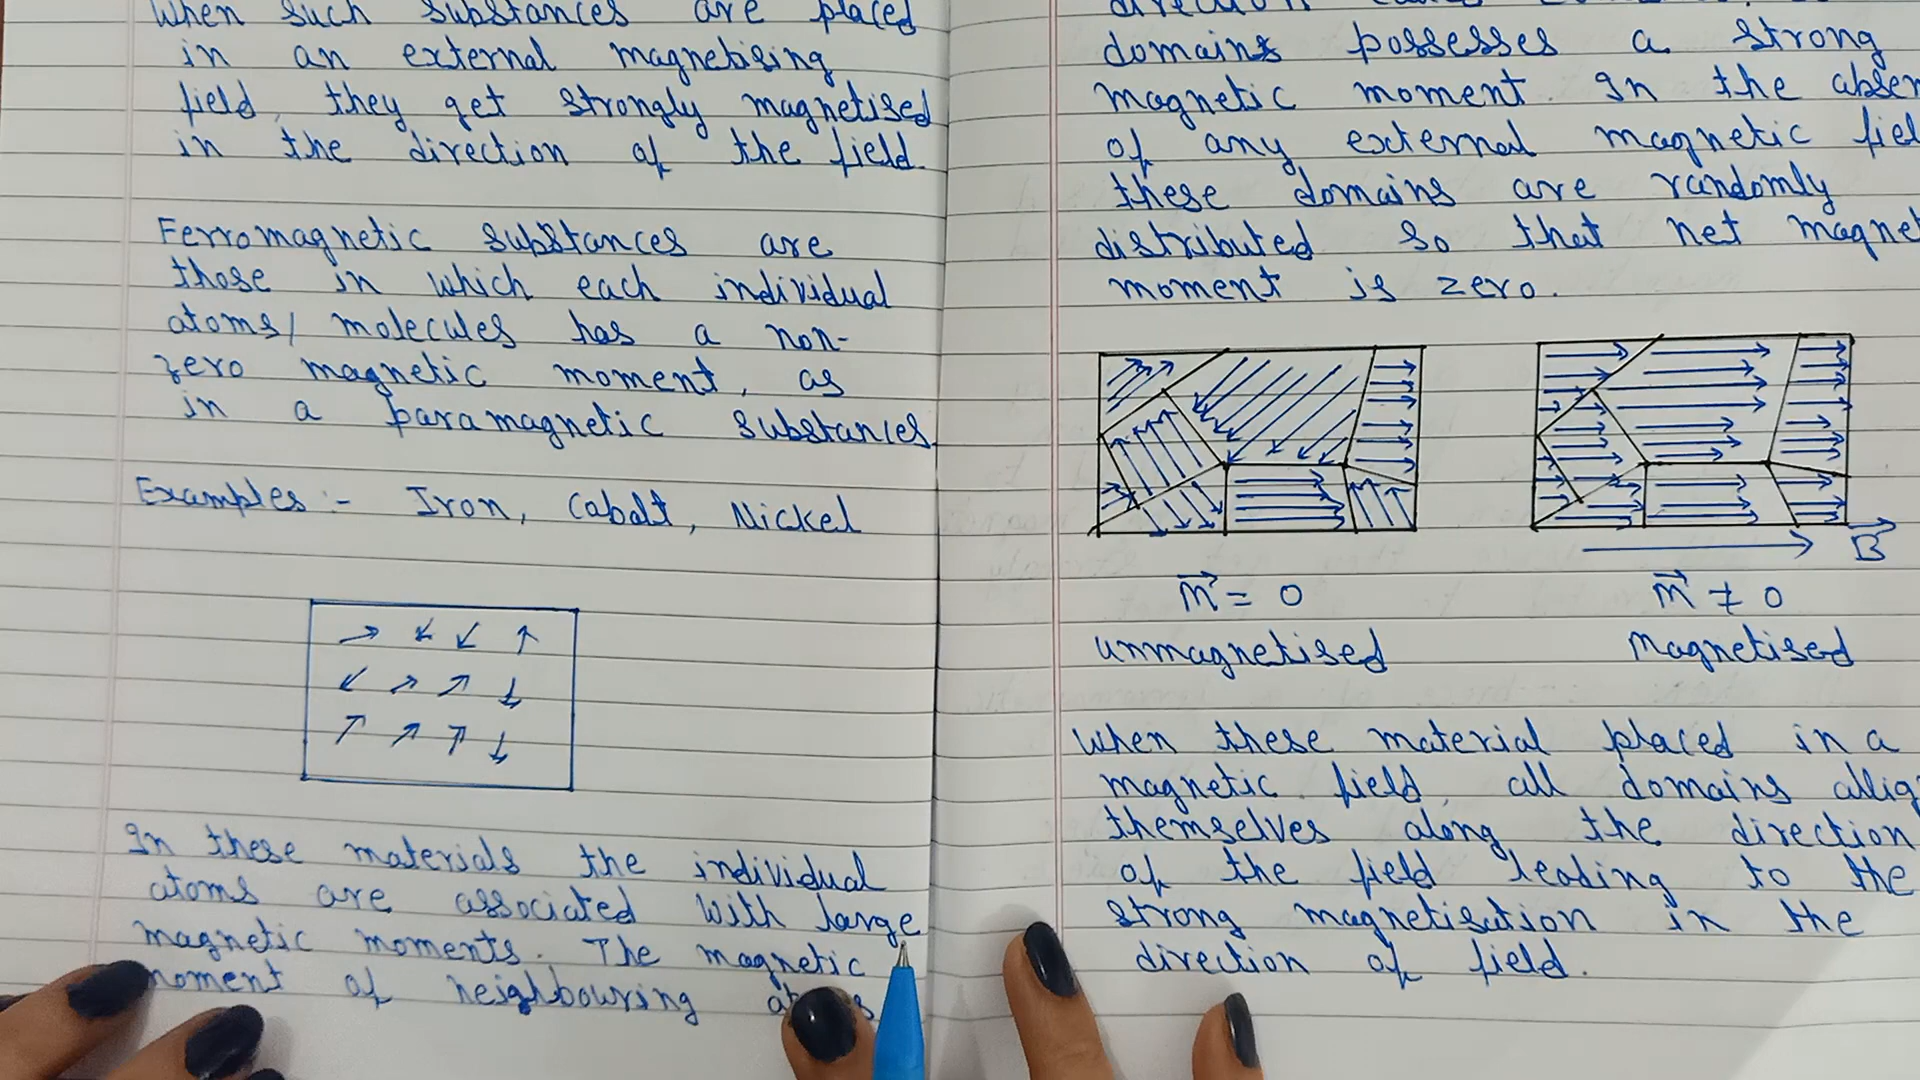 When such substances are placed
in an external magnetising
field, they get strongly magnetised
in the direction of the field.
Ferromagnetic substances are
those in which each individual
atoms/ molecules has a non-
zero magnetic moment, as
in a paramagnetic substances.
Examples :- Iron, Cobalt, Nickel
In these materials the individual
atoms are associated with large
magnetic moments. The magnetic
moment of neighbouring
domains possesses a strong
magnetic moment. In the absen
of any external magnetic fiel
these domains are randomly
distributed so that net magnet
moment is zero.
B
m = 0
m ≠ 0
unmagnetised
Magnetised
When these material placed in a
magnetic field, all domains allig
themselves along the direction
of the field leading to the
strong magnetisation in the
direction of field.